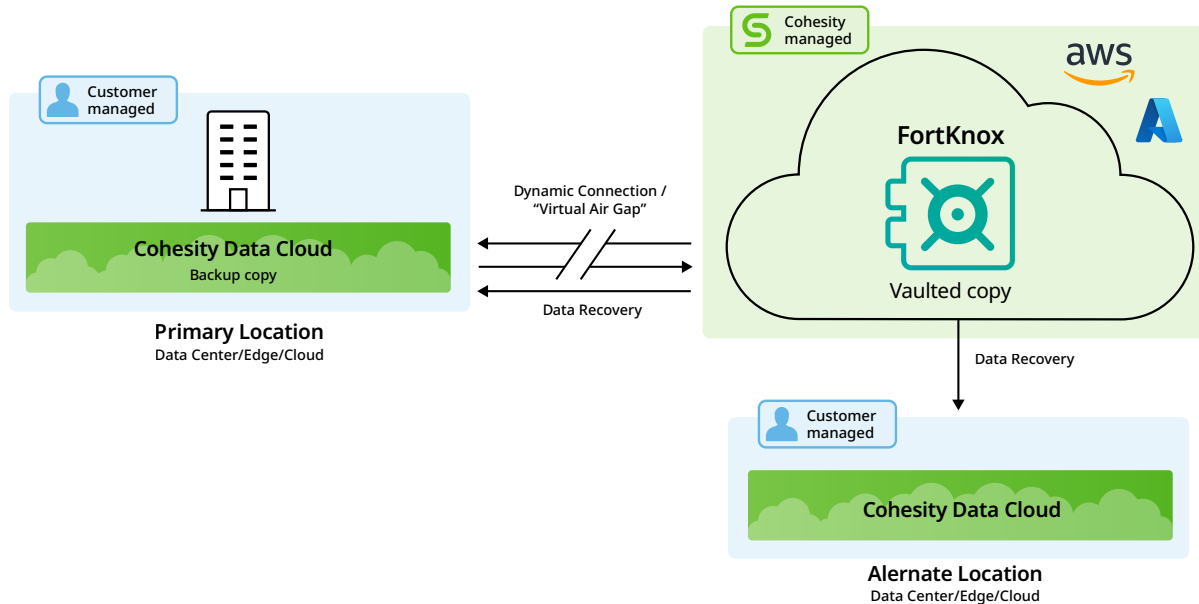 Cohesity
managed
aws
Customer
managed
FortKnox
Vaulted copy
Dynamic Connection /
“Virtual Air Gap”
Data Recovery
Cohesity Data Cloud
Backup copy
Primary Location
Data Center/Edge/Cloud
Data Recovery
Customer
managed
Cohesity Data Cloud
Alernate Location
Data Center/Edge/Cloud